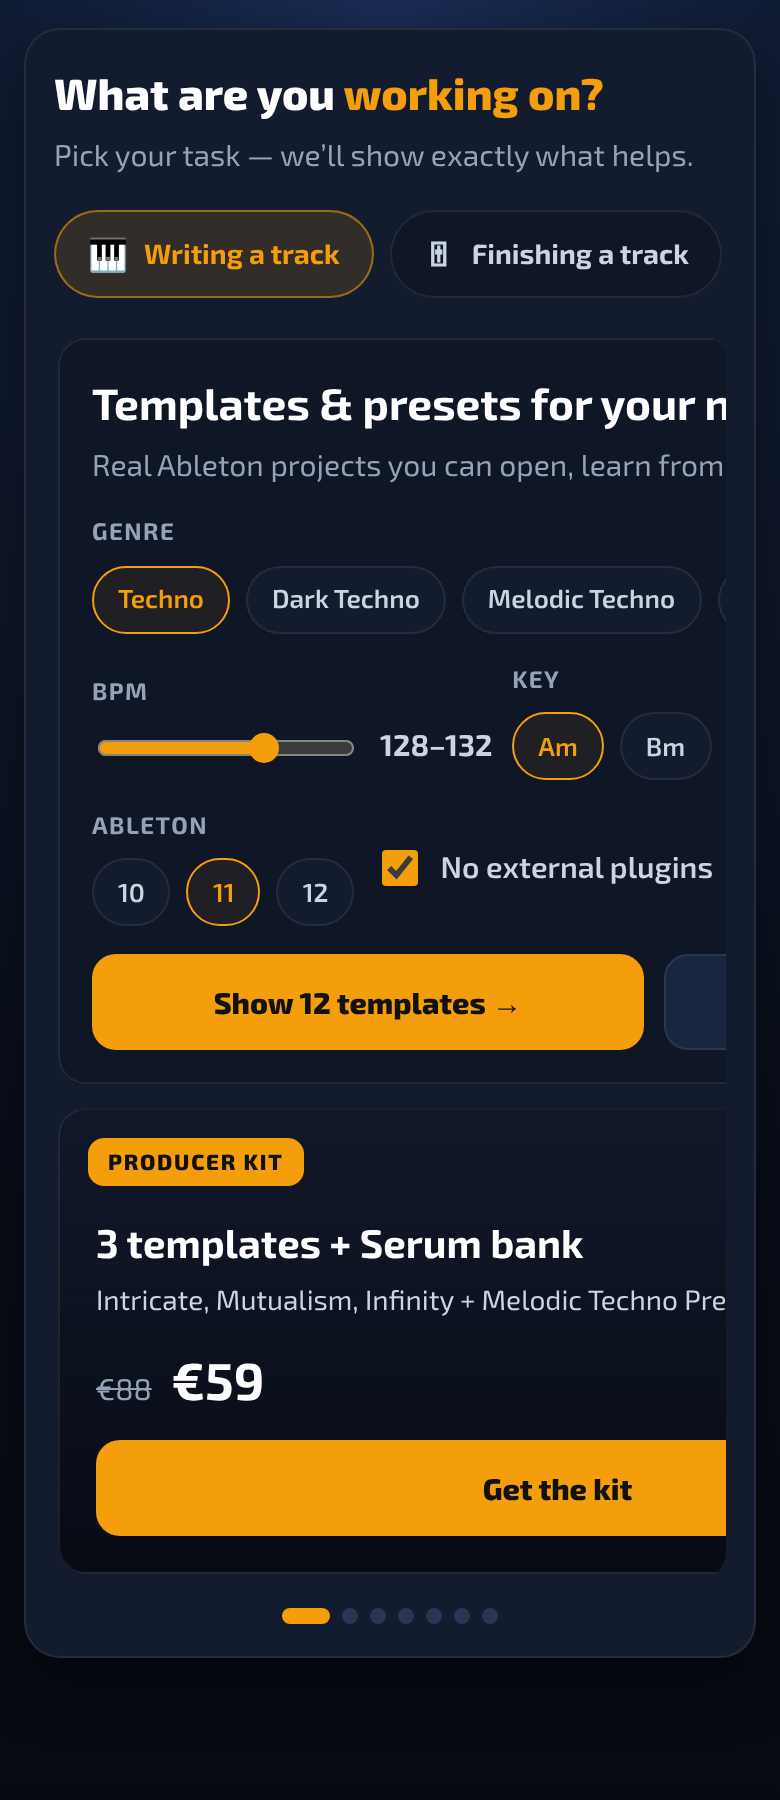 What are you working on?
Pick your task — we’ll show exactly what helps.
Writing a track
Finishing a track
Templates & presets for your n
Real Ableton projects you can open, learn from
GENRE
Techno
Dark Techno
Melodic Techno
BPM
128–132
KEY
Am
Bm
ABLETON
10
11
12
No external plugins
Show 12 templates →
PRODUCER KIT
3 templates + Serum bank
Intricate, Mutualism, Infinity + Melodic Techno Pre
€88 €59
Get the kit